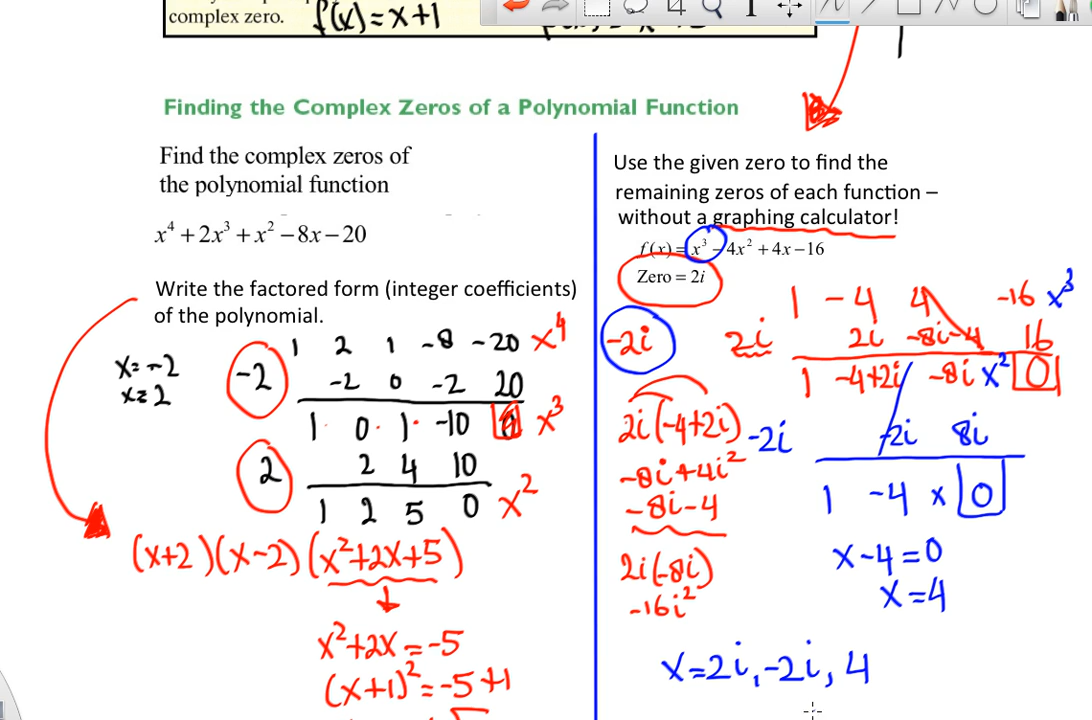 complex zero. f(x)=x+1
Finding the Complex Zeros of a Polynomial Function
Find the complex zeros of
the polynomial function
x⁴ + 2x³ + x² − 8x − 20
Write the factored form (integer coefficients)
of the polynomial.
1 2 1 -8 -20 x⁴
x=-2
x=2
-2
-2 0 -2 20
1 0 1 -10 x³
2
2 4 10
1 2 5 0 x²
(x+2)(x-2)(x²+2x+5)
x²+2x=-5
(x+1)²=-5+1
Use the given zero to find the
remaining zeros of each function –
without a graphing calculator!
f(x) = x³ − 4x² + 4x − 16
Zero = 2i
1 -4 4 -16 x³
-2i
2i
2i -8i-4 16
1 -4+2i -8i x² 0
2i(-4+2i)
-8i+4i²
-8i-4
2i(-8i)
-16i²
-2i
-2i 8i
1 -4 x 0
x-4=0
x=4
x=2i,-2i,4